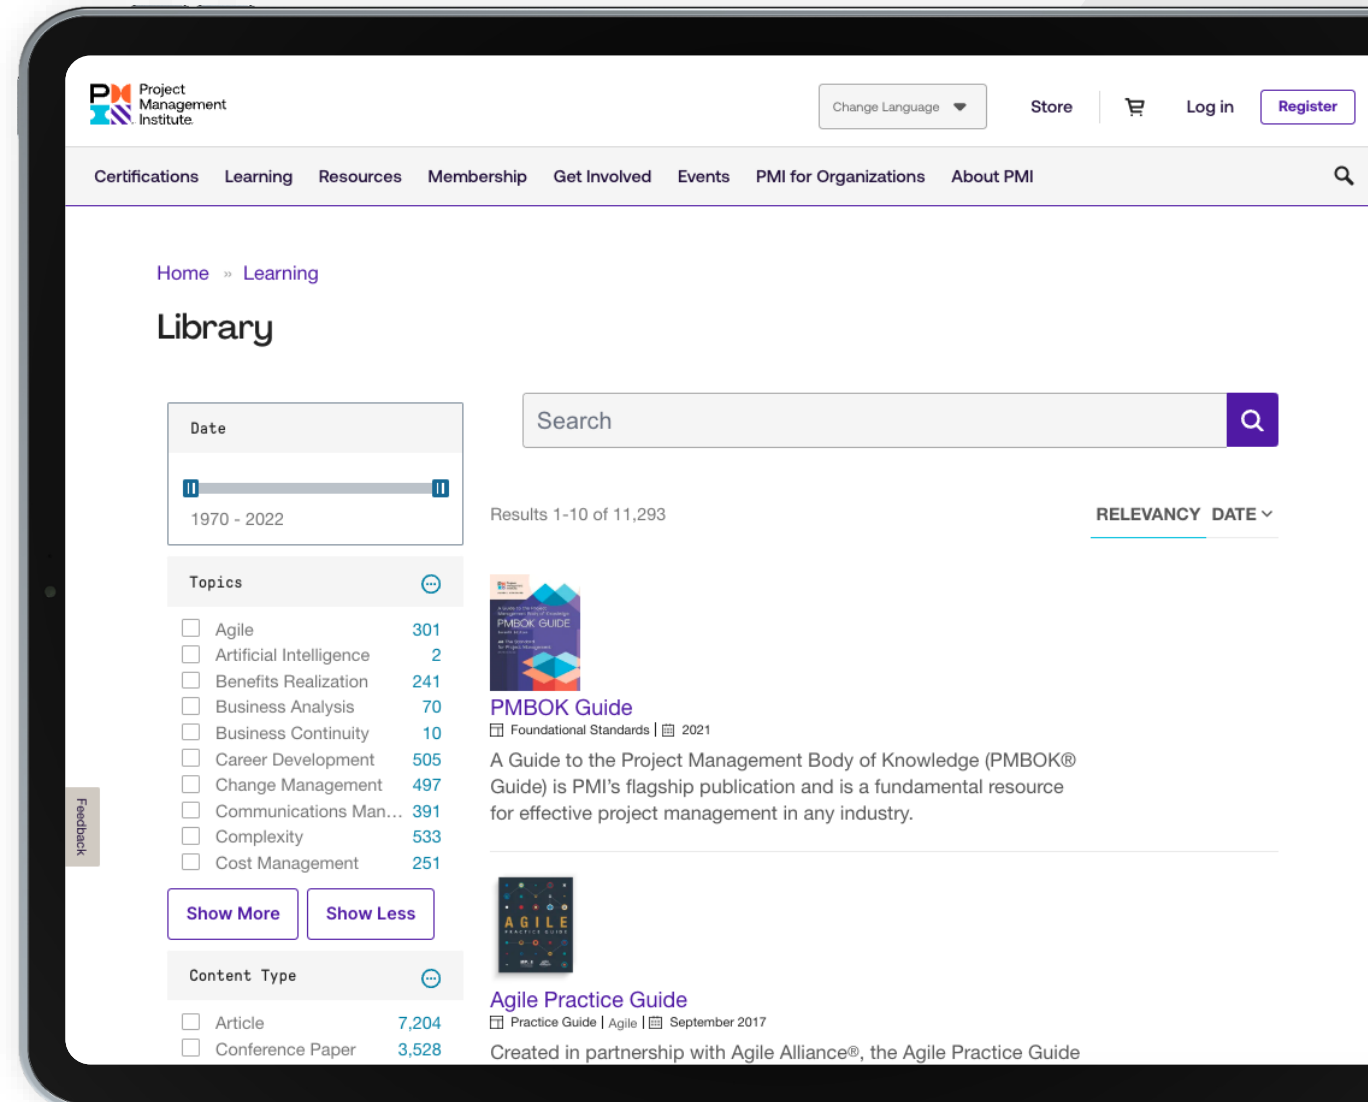 Project
Management
Institute.
Change Language
Store
Log in
Register
Certifications Learning Resources Membership Get Involved Events PMI for Organizations About PMI
Home » Learning
Library
Date
1970 - 2022
Topics
Agile 301
Artificial Intelligence 2
Benefits Realization 241
Business Analysis 70
Business Continuity 10
Career Development 505
Change Management 497
Communications Man... 391
Complexity 533
Cost Management 251
Show More Show Less
Content Type
Article 7,204
Conference Paper 3,528
Feedback
Search
Results 1-10 of 11,293
RELEVANCY DATE
PMBOK GUIDE
PMBOK Guide
Foundational Standards | 2021
A Guide to the Project Management Body of Knowledge (PMBOK®
Guide) is PMI’s flagship publication and is a fundamental resource
for effective project management in any industry.
AGILE
PRACTICE GUIDE
Agile Practice Guide
Practice Guide | Agile | September 2017
Created in partnership with Agile Alliance®, the Agile Practice Guide